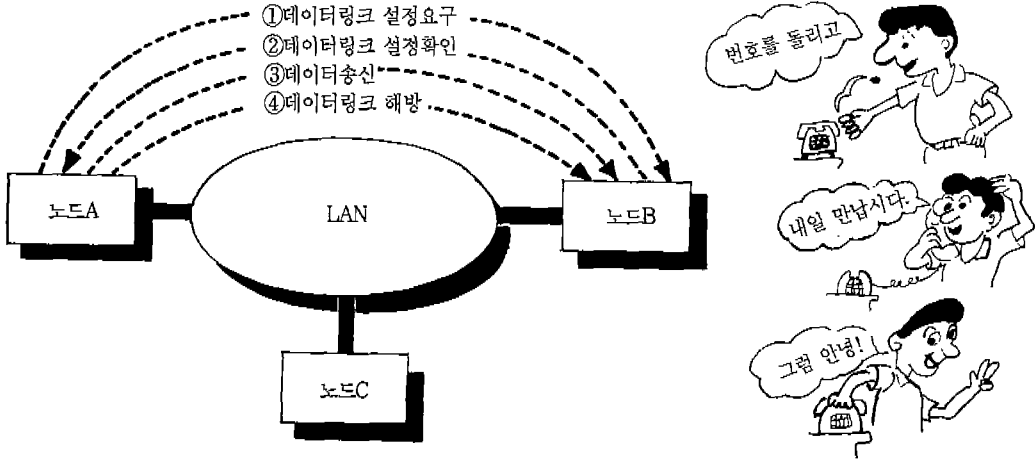 ①데이터링크 설정요구
②데이터링크 설정확인
③데이터송신
④데이터링크 해방
노드A
LAN
노드B
노드C
번호를 돌리고
내일 만납시다.
그럼 안녕!